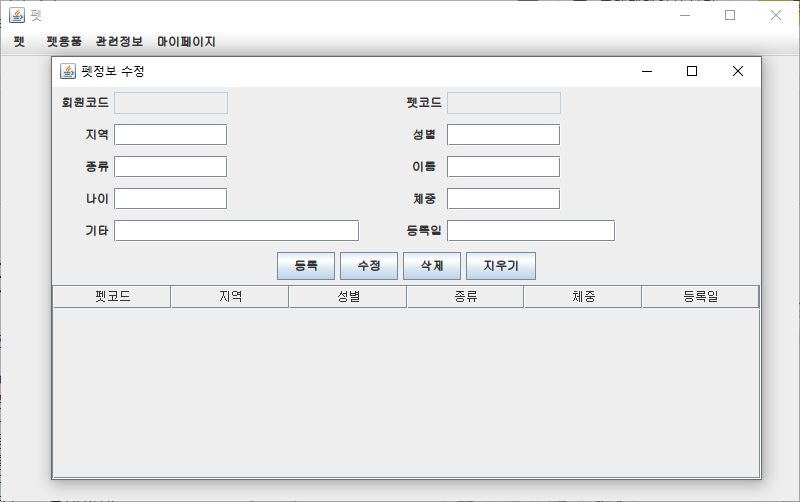 펫
펫 펫용품 관련정보 마이페이지
펫정보 수정
회원코드 펫코드
지역 성별
종류 이름
나이 체중
기타 등록일
등록 수정 삭제 지우기
펫코드 지역 성별 종류 체중 등록일